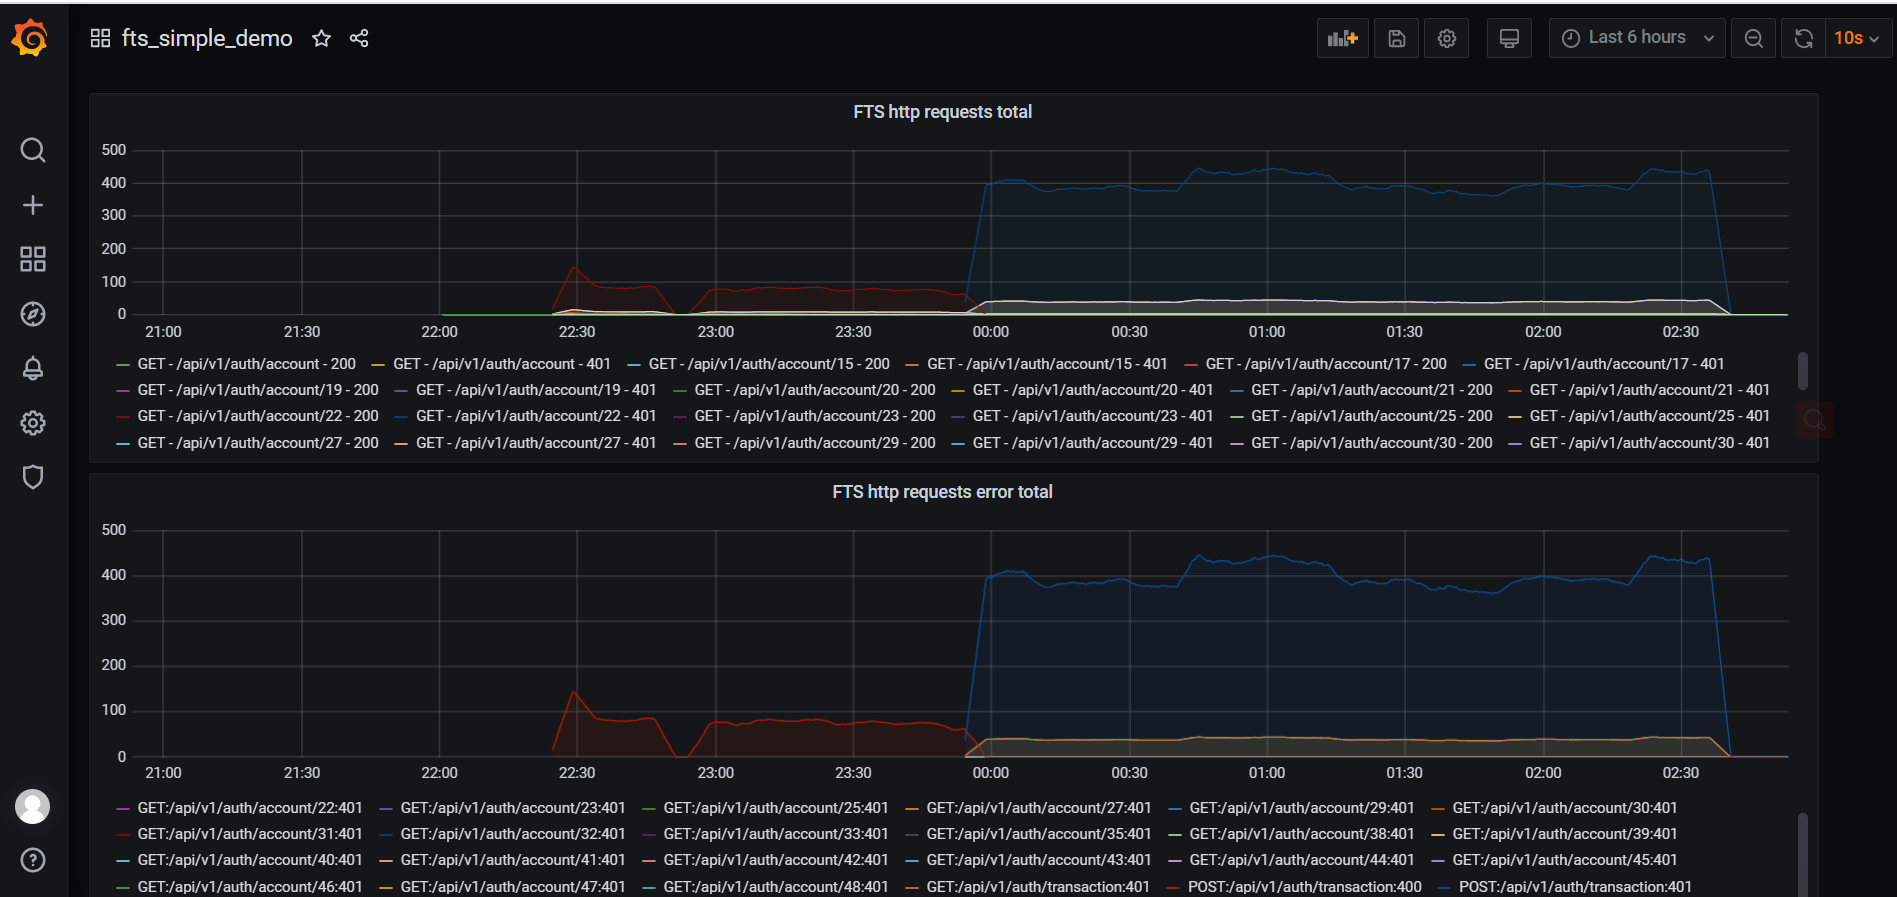 fts_simple_demo
Last 6 hours
10s
FTS http requests total
500
400
300
200
100
0
21:00 21:30 22:00 22:30 23:00 23:30 00:00 00:30 01:00 01:30 02:00 02:30
GET - /api/v1/auth/account - 200 GET - /api/v1/auth/account - 401 GET - /api/v1/auth/account/15 - 200 GET - /api/v1/auth/account/15 - 401 GET - /api/v1/auth/account/17 - 200 GET - /api/v1/auth/account/17 - 401
GET - /api/v1/auth/account/19 - 200 GET - /api/v1/auth/account/19 - 401 GET - /api/v1/auth/account/20 - 200 GET - /api/v1/auth/account/20 - 401 GET - /api/v1/auth/account/21 - 200 GET - /api/v1/auth/account/21 - 401
GET - /api/v1/auth/account/22 - 200 GET - /api/v1/auth/account/22 - 401 GET - /api/v1/auth/account/23 - 200 GET - /api/v1/auth/account/23 - 401 GET - /api/v1/auth/account/25 - 200 GET - /api/v1/auth/account/25 - 401
GET - /api/v1/auth/account/27 - 200 GET - /api/v1/auth/account/27 - 401 GET - /api/v1/auth/account/29 - 200 GET - /api/v1/auth/account/29 - 401 GET - /api/v1/auth/account/30 - 200 GET - /api/v1/auth/account/30 - 401
FTS http requests error total
500
400
300
200
100
0
21:00 21:30 22:00 22:30 23:00 23:30 00:00 00:30 01:00 01:30 02:00 02:30
GET:/api/v1/auth/account/22:401 GET:/api/v1/auth/account/23:401 GET:/api/v1/auth/account/25:401 GET:/api/v1/auth/account/27:401 GET:/api/v1/auth/account/29:401 GET:/api/v1/auth/account/30:401
GET:/api/v1/auth/account/31:401 GET:/api/v1/auth/account/32:401 GET:/api/v1/auth/account/33:401 GET:/api/v1/auth/account/35:401 GET:/api/v1/auth/account/38:401 GET:/api/v1/auth/account/39:401
GET:/api/v1/auth/account/40:401 GET:/api/v1/auth/account/41:401 GET:/api/v1/auth/account/42:401 GET:/api/v1/auth/account/43:401 GET:/api/v1/auth/account/44:401 GET:/api/v1/auth/account/45:401
GET:/api/v1/auth/account/46:401 GET:/api/v1/auth/account/47:401 GET:/api/v1/auth/account/48:401 GET:/api/v1/auth/transaction:401 POST:/api/v1/auth/transaction:400 POST:/api/v1/auth/transaction:401